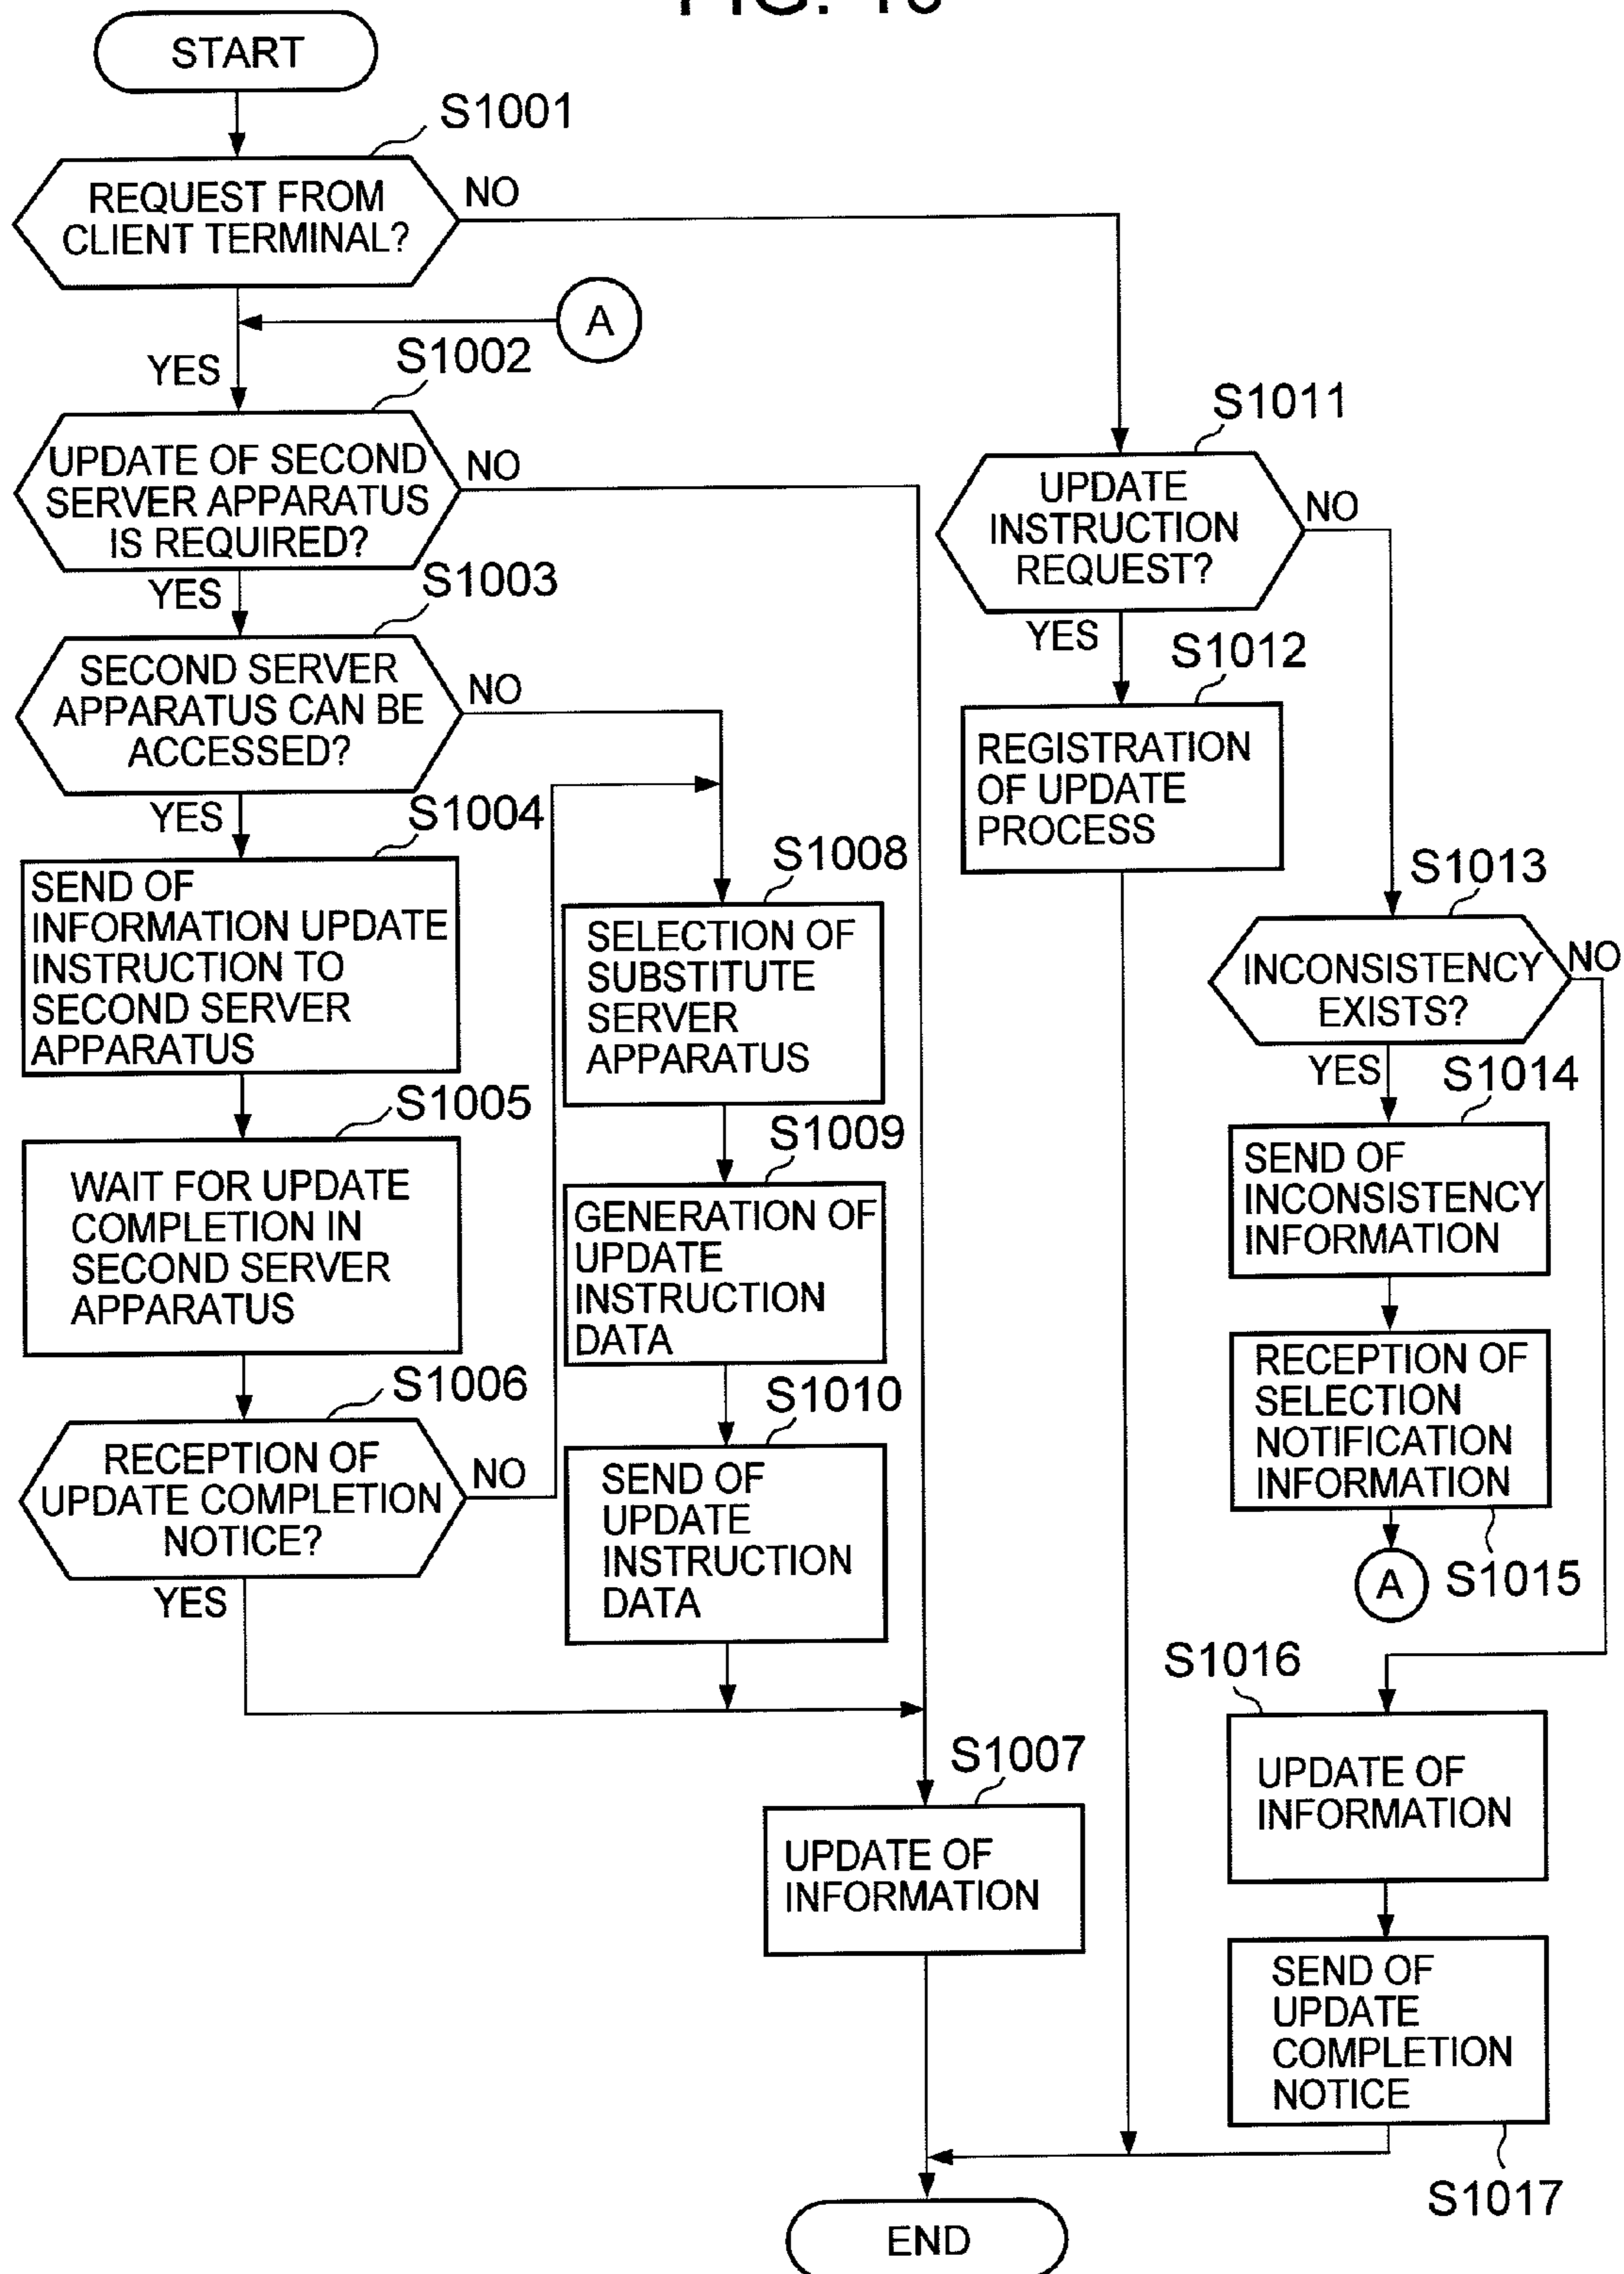 START
S1001
REQUEST FROM
CLIENT TERMINAL?
NO
A
YES
S1002
UPDATE OF SECOND
SERVER APPARATUS
IS REQUIRED?
NO
YES
S1003
SECOND SERVER
APPARATUS CAN BE
ACCESSED?
NO
YES
S1004
SEND OF
INFORMATION UPDATE
INSTRUCTION TO
SECOND SERVER
APPARATUS
S1005
WAIT FOR UPDATE
COMPLETION IN
SECOND SERVER
APPARATUS
S1006
RECEPTION OF
UPDATE COMPLETION
NOTICE?
NO
YES
S1008
SELECTION OF
SUBSTITUTE
SERVER
APPARATUS
S1009
GENERATION OF
UPDATE
INSTRUCTION
DATA
S1010
SEND OF
UPDATE
INSTRUCTION
DATA
S1007
UPDATE OF
INFORMATION
S1011
UPDATE
INSTRUCTION
REQUEST?
NO
YES
S1012
REGISTRATION
OF UPDATE
PROCESS
S1013
INCONSISTENCY
EXISTS?
NO
YES
S1014
SEND OF
INCONSISTENCY
INFORMATION
RECEPTION OF
SELECTION
NOTIFICATION
INFORMATION
A
S1015
S1016
UPDATE OF
INFORMATION
SEND OF
UPDATE
COMPLETION
NOTICE
S1017
END